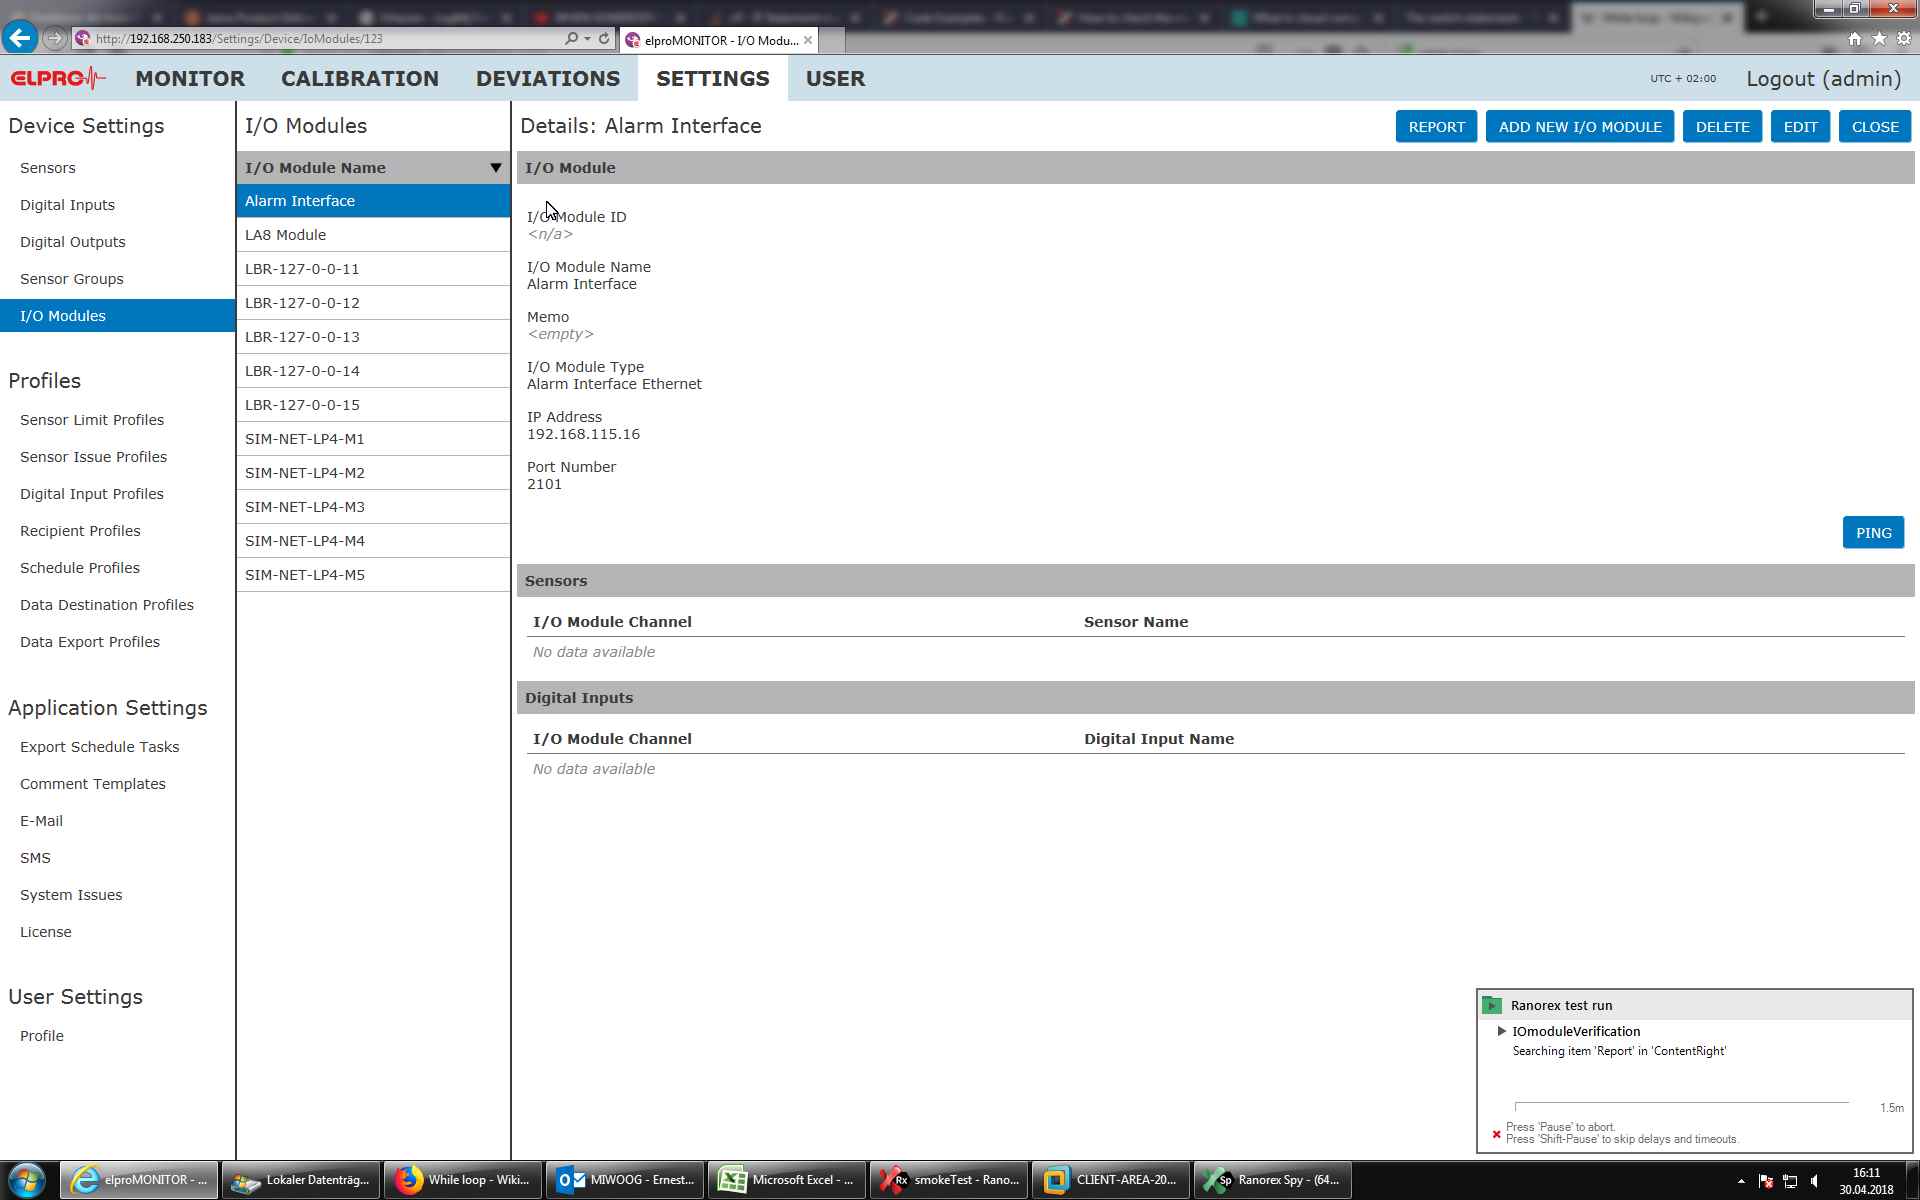 http://192.168.250.183/Settings/Device/IoModules/123
elproMONITOR - I/O Modu...
ELPRO
MONITOR
CALIBRATION
DEVIATIONS
SETTINGS
USER
UTC + 02:00
Logout (admin)
Device Settings
Sensors
Digital Inputs
Digital Outputs
Sensor Groups
I/O Modules
Profiles
Sensor Limit Profiles
Sensor Issue Profiles
Digital Input Profiles
Recipient Profiles
Schedule Profiles
Data Destination Profiles
Data Export Profiles
Application Settings
Export Schedule Tasks
Comment Templates
E-Mail
SMS
System Issues
License
User Settings
Profile
I/O Modules
I/O Module Name
Alarm Interface
LA8 Module
LBR-127-0-0-11
LBR-127-0-0-12
LBR-127-0-0-13
LBR-127-0-0-14
LBR-127-0-0-15
SIM-NET-LP4-M1
SIM-NET-LP4-M2
SIM-NET-LP4-M3
SIM-NET-LP4-M4
SIM-NET-LP4-M5
Details: Alarm Interface
REPORT
ADD NEW I/O MODULE
DELETE
EDIT
CLOSE
I/O Module
I/O Module ID
<n/a>
I/O Module Name
Alarm Interface
Memo
<empty>
I/O Module Type
Alarm Interface Ethernet
IP Address
192.168.115.16
Port Number
2101
PING
Sensors
I/O Module Channel
Sensor Name
No data available
Digital Inputs
I/O Module Channel
Digital Input Name
No data available
Ranorex test run
IOmoduleVerification
Searching item 'Report' in 'ContentRight'
1.5m
Press 'Pause' to abort.
Press 'Shift-Pause' to skip delays and timeouts.
elproMONITOR - ...
Lokaler Datenträg...
While loop - Wiki...
MIWOOG - Ernest...
Microsoft Excel - ...
smokeTest - Rano...
CLIENT-AREA-20...
Ranorex Spy - (64...
16:11
30.04.2018